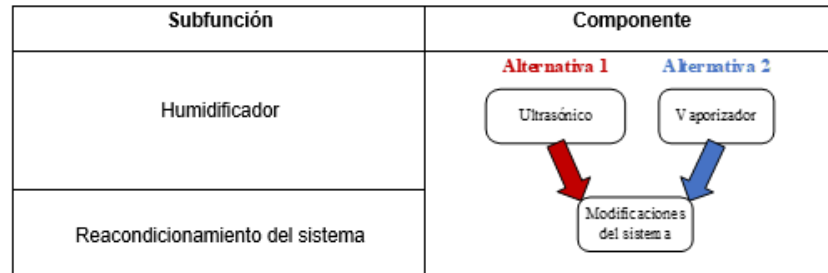 Subfunción
Componente
Alternativa 1
Alternativa 2
Humidificador
Ultrasónico
Vaporizador
Reacondicionamiento del sistema
Modificaciones
del sistema